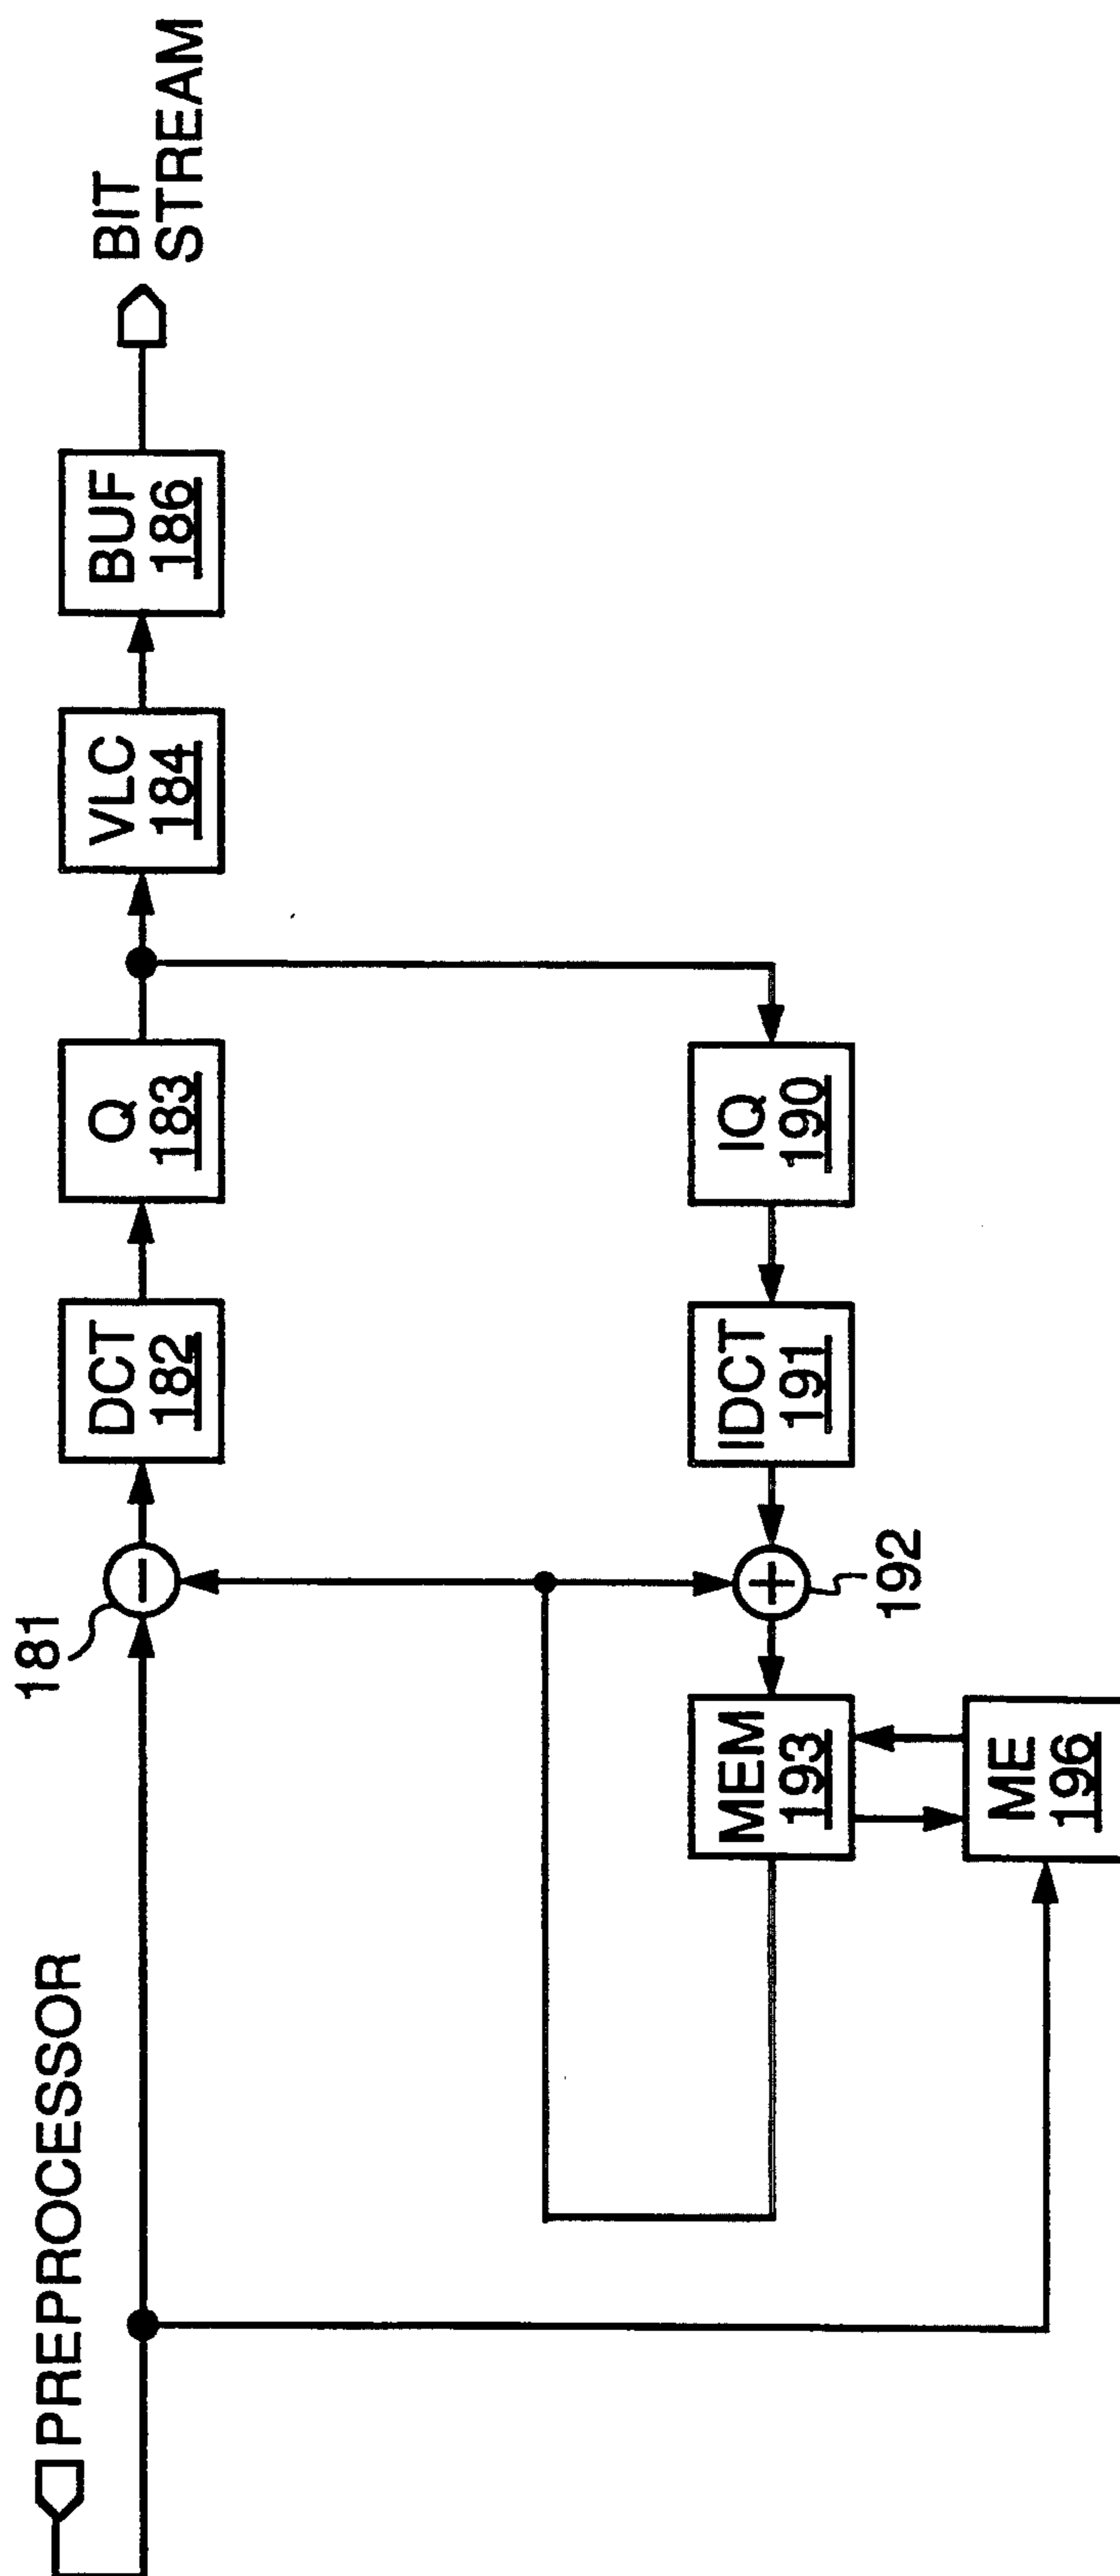 PREPROCESSOR
181
DCT
182
Q
183
VLC
184
BUF
186
BIT
STREAM
IQ
190
IDCT
191
192
MEM
193
ME
196